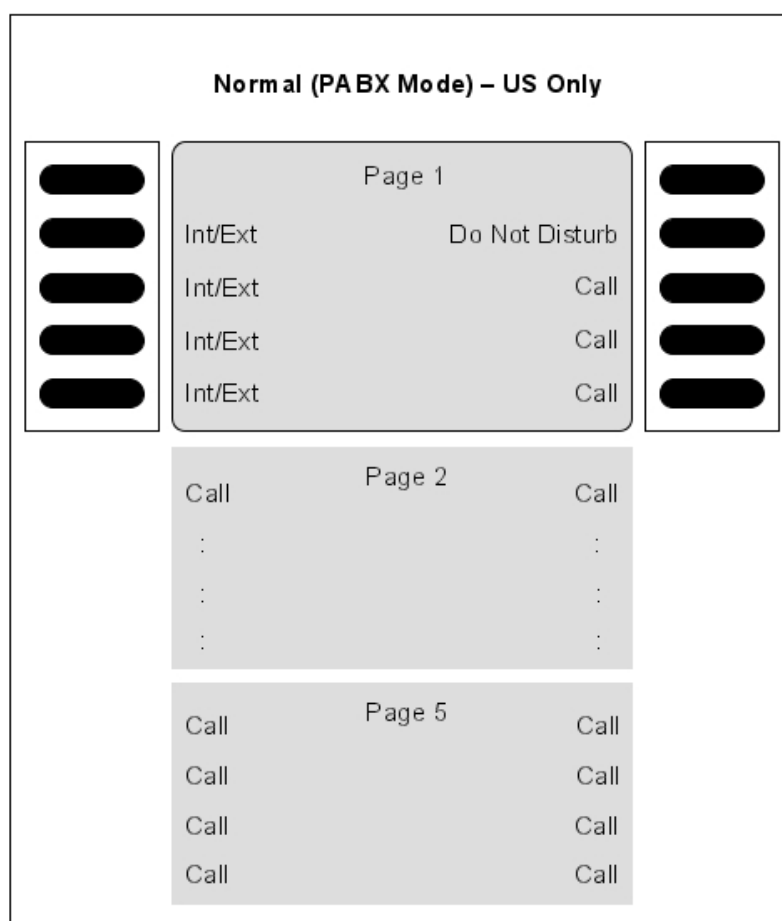 Normal (PABX Mode) – US Only
Page 1
Int/Ext Do Not Disturb
Int/Ext Call
Int/Ext Call
Int/Ext Call
Page 2
Call Call
: :
: :
: :
Page 5
Call Call
Call Call
Call Call
Call Call